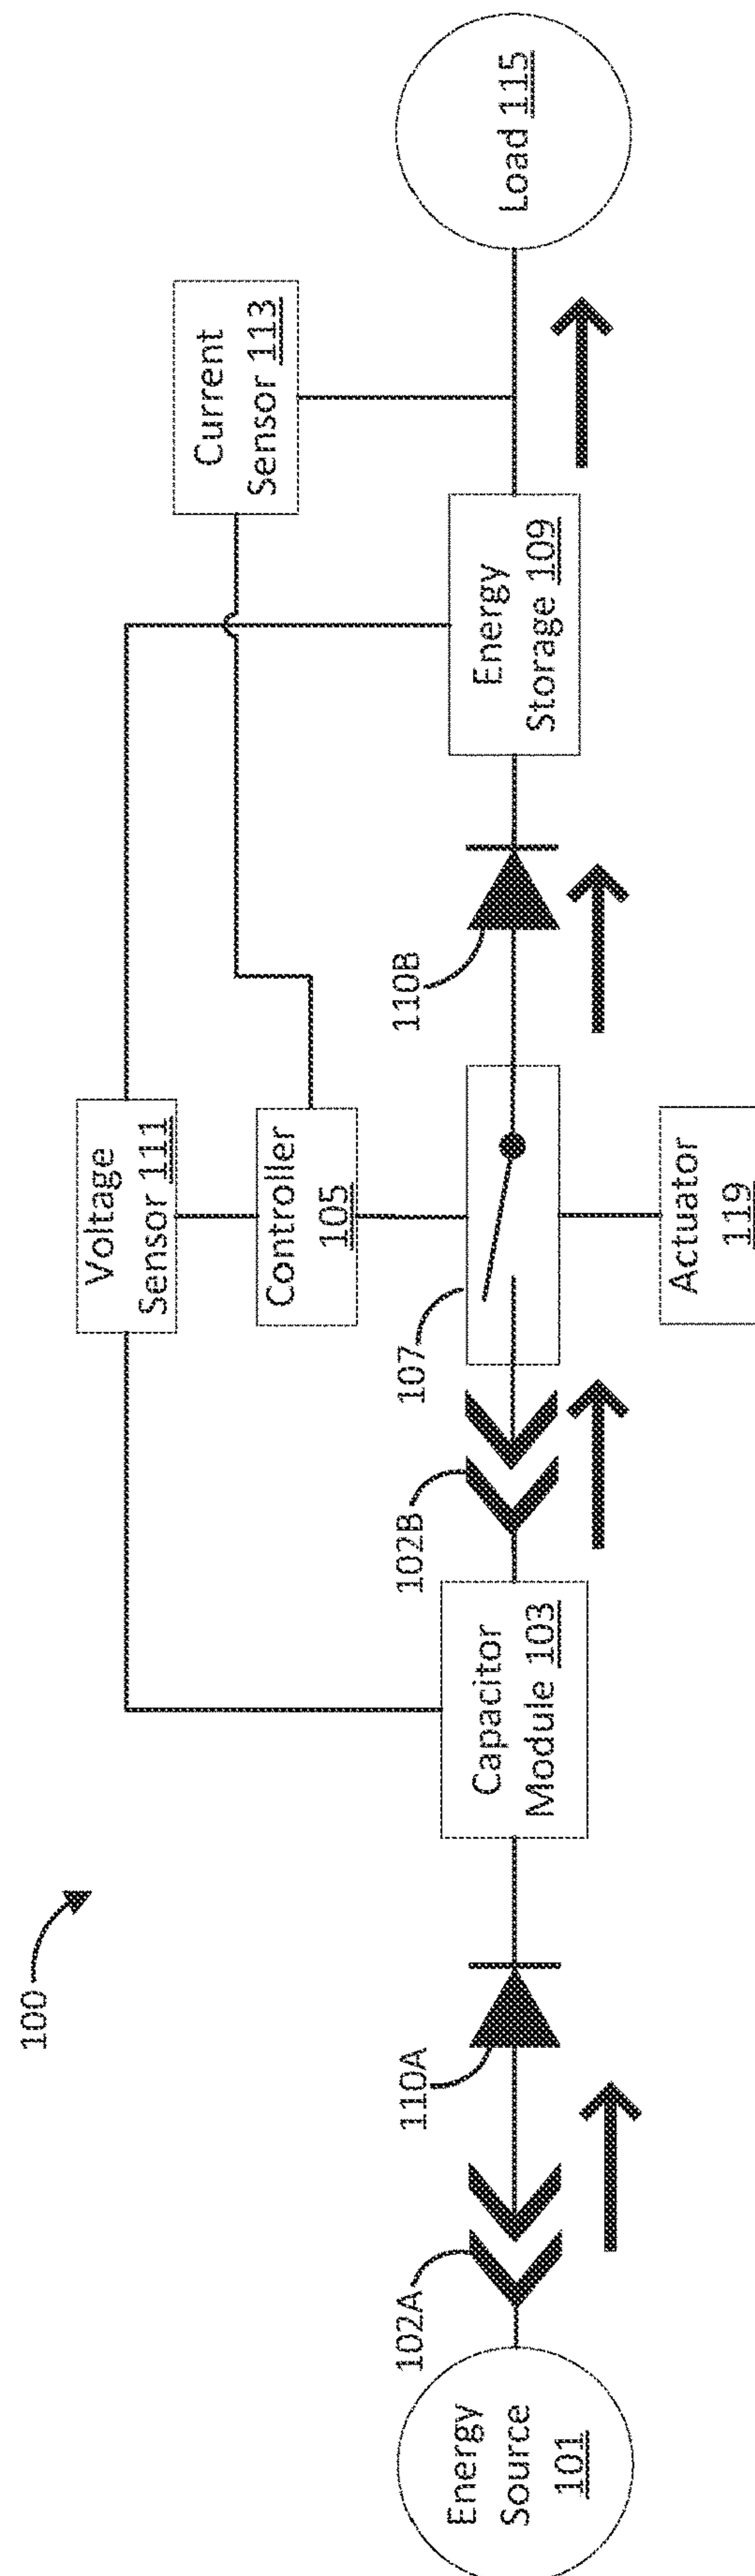 100
Voltage
Sensor 111
Current
Sensor 113
Controller
105
102A
110A
102B
107
110B
Energy
Source
101
Capacitor
Module 103
Energy
Storage 109
Load 115
Actuator
119